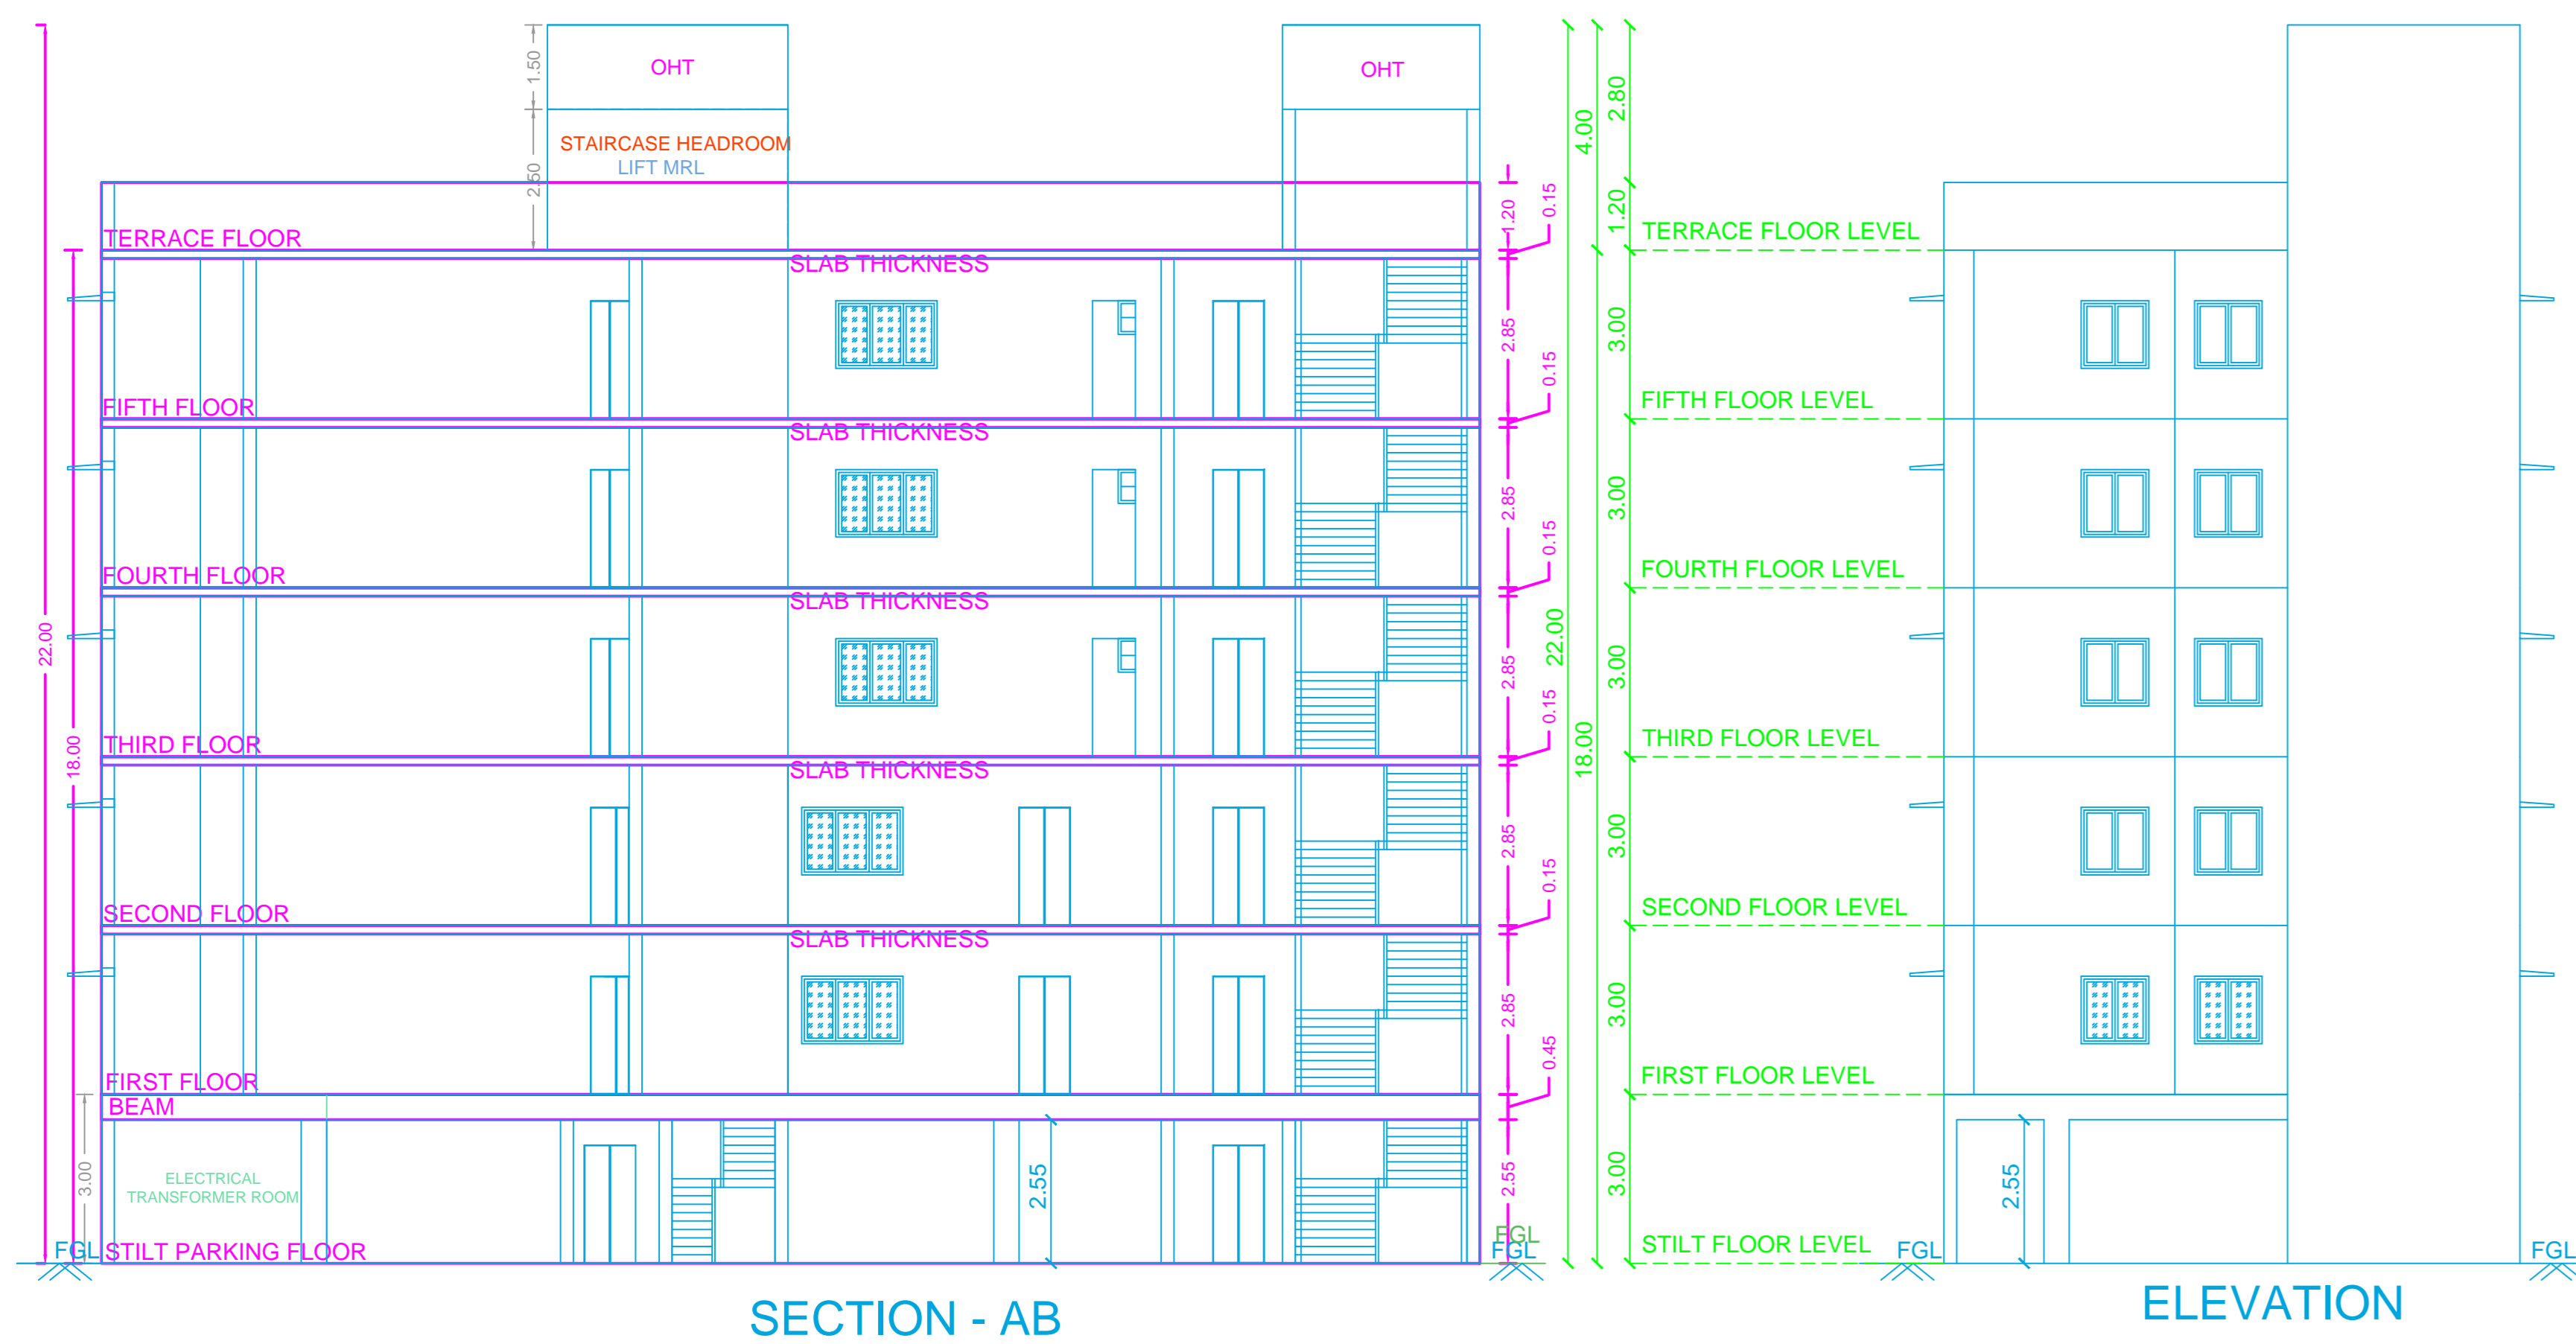 OHT
OHT
1.50
STAIRCASE HEADROOM
LIFT MRL
2.50
2.80
4.00
1.20
0.15
1.20
TERRACE FLOOR
TERRACE FLOOR LEVEL
SLAB THICKNESS
2.85
3.00
0.15
FIFTH FLOOR
FIFTH FLOOR LEVEL
SLAB THICKNESS
2.85
3.00
0.15
FOURTH FLOOR
FOURTH FLOOR LEVEL
SLAB THICKNESS
22.00
2.85
22.00
3.00
0.15
THIRD FLOOR
18.00
18.00
THIRD FLOOR LEVEL
SLAB THICKNESS
2.85
3.00
0.15
SECOND FLOOR
SECOND FLOOR LEVEL
SLAB THICKNESS
2.85
3.00
0.45
FIRST FLOOR
FIRST FLOOR LEVEL
BEAM
3.00
ELECTRICAL
TRANSFORMER ROOM
2.55
2.55
3.00
2.55
FGL
STILT PARKING FLOOR
FGL
FGL
STILT FLOOR LEVEL
FGL
FGL
SECTION - AB
ELEVATION